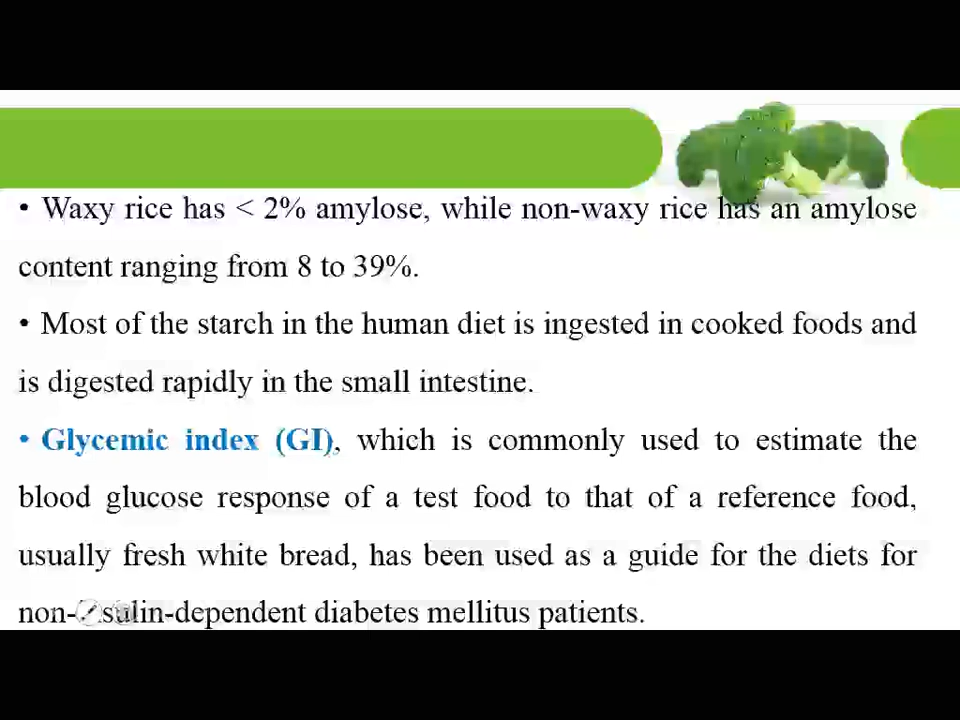 • Waxy rice has < 2% amylose, while non-waxy rice has an amylose
content ranging from 8 to 39%.
• Most of the starch in the human diet is ingested in cooked foods and
is digested rapidly in the small intestine.
• Glycemic index (GI), which is commonly used to estimate the
blood glucose response of a test food to that of a reference food,
usually fresh white bread, has been used as a guide for the diets for
non-insulin-dependent diabetes mellitus patients.